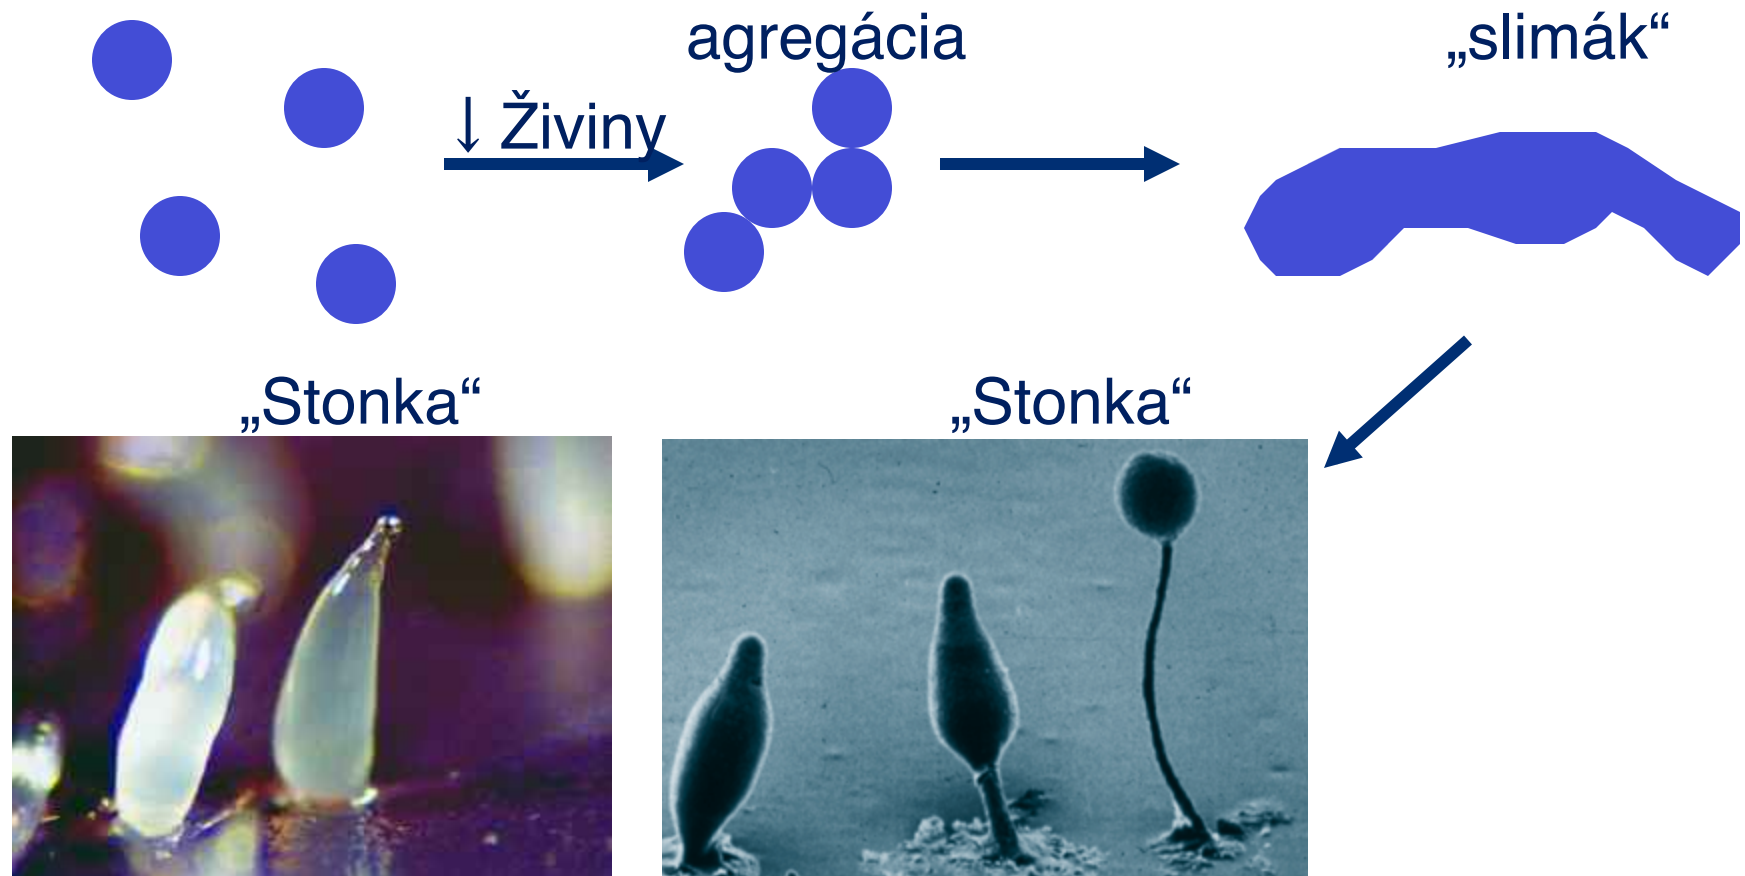 agregácia
„slimák“
↓ Živiny
„Stonka“
„Stonka“